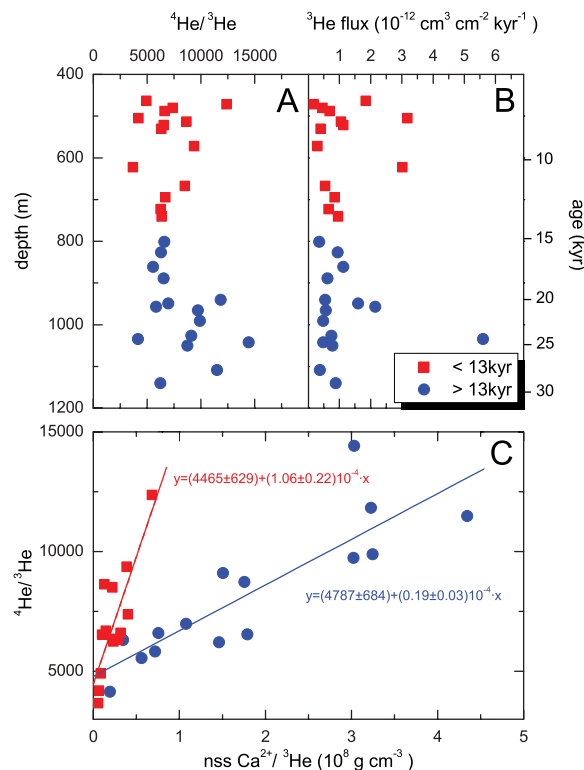 ⁴He/³He
³He flux (10⁻¹² cm³ cm⁻² kyr⁻¹)
0 5000 10000 15000
1 2 3 4 5 6
400
600
800
1000
1200
depth (m)
A
B
10
15
20
25
30
age (kyr)
< 13kyr
> 13kyr
15000
10000
5000
⁴He/³He
C
y=(4465±629)+(1.06±0.22)10⁻⁴·x
y=(4787±684)+(0.19±0.03)10⁻⁴·x
0 1 2 3 4 5
nss Ca²⁺/ ³He (10⁸ g cm⁻³)